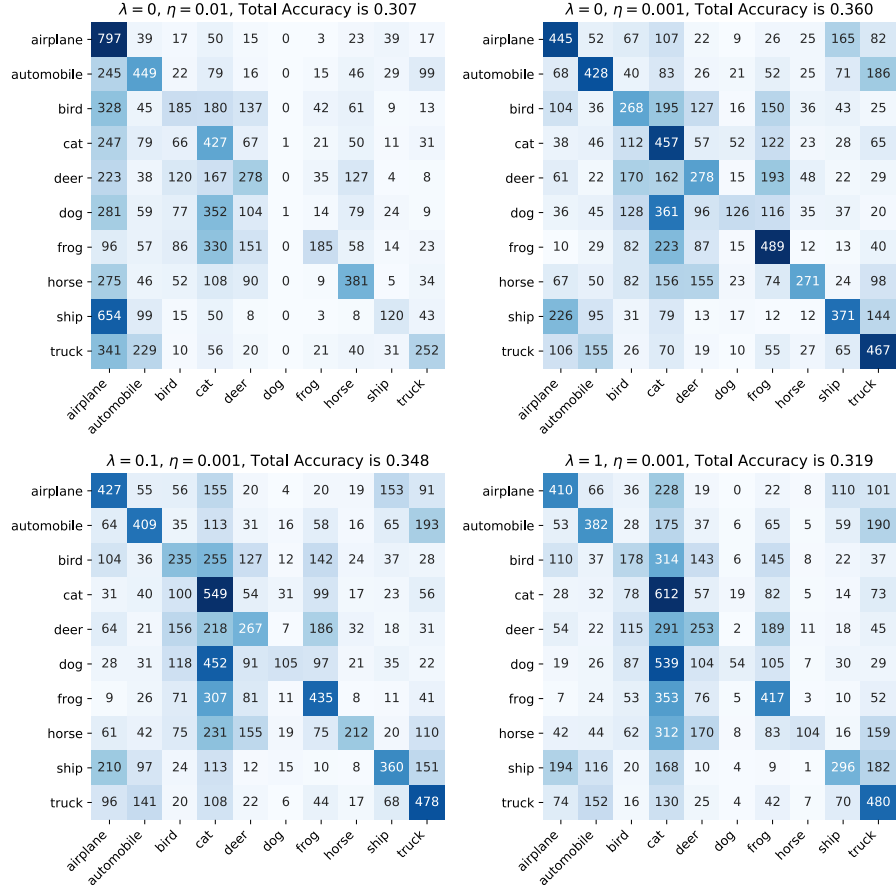 λ = 0, η = 0.01, Total Accuracy is 0.307
airplane 797 39 17 50 15 0 3 23 39 17
automobile 245 449 22 79 16 0 15 46 29 99
bird 328 45 185 180 137 0 42 61 9 13
cat 247 79 66 427 67 1 21 50 11 31
deer 223 38 120 167 278 0 35 127 4 8
dog 281 59 77 352 104 1 14 79 24 9
frog 96 57 86 330 151 0 185 58 14 23
horse 275 46 52 108 90 0 9 381 5 34
ship 654 99 15 50 8 0 3 8 120 43
truck 341 229 10 56 20 0 21 40 31 252
airplane automobile bird cat deer dog frog horse ship truck
λ = 0, η = 0.001, Total Accuracy is 0.360
airplane 445 52 67 107 22 9 26 25 165 82
automobile 68 428 40 83 26 21 52 25 71 186
bird 104 36 268 195 127 16 150 36 43 25
cat 38 46 112 457 57 52 122 23 28 65
deer 61 22 170 162 278 15 193 48 22 29
dog 36 45 128 361 96 126 116 35 37 20
frog 10 29 82 223 87 15 489 12 13 40
horse 67 50 82 156 155 23 74 271 24 98
ship 226 95 31 79 13 17 12 12 371 144
truck 106 155 26 70 19 10 55 27 65 467
airplane automobile bird cat deer dog frog horse ship truck
λ = 0.1, η = 0.001, Total Accuracy is 0.348
airplane 427 55 56 155 20 4 20 19 153 91
automobile 64 409 35 113 31 16 58 16 65 193
bird 104 36 235 255 127 12 142 24 37 28
cat 31 40 100 549 54 31 99 17 23 56
deer 64 21 156 218 267 7 186 32 18 31
dog 28 31 118 452 91 105 97 21 35 22
frog 9 26 71 307 81 11 435 8 11 41
horse 61 42 75 231 155 19 75 212 20 110
ship 210 97 24 113 12 15 10 8 360 151
truck 96 141 20 108 22 6 44 17 68 478
airplane automobile bird cat deer dog frog horse ship truck
λ = 1, η = 0.001, Total Accuracy is 0.319
airplane 410 66 36 228 19 0 22 8 110 101
automobile 53 382 28 175 37 6 65 5 59 190
bird 110 37 178 314 143 6 145 8 22 37
cat 28 32 78 612 57 19 82 5 14 73
deer 54 22 115 291 253 2 189 11 18 45
dog 19 26 87 539 104 54 105 7 30 29
frog 7 24 53 353 76 5 417 3 10 52
horse 42 44 62 312 170 8 83 104 16 159
ship 194 116 20 168 10 4 9 1 296 182
truck 74 152 16 130 25 4 42 7 70 480
airplane automobile bird cat deer dog frog horse ship truck